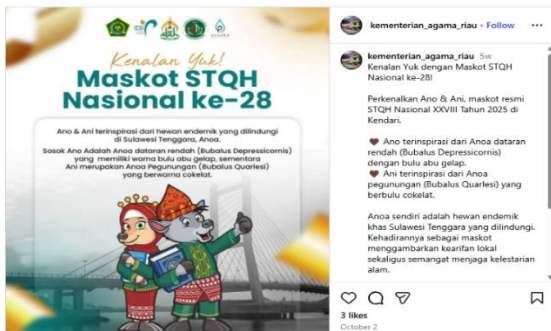 Kenalan Yuk!
Maskot STQH
Nasional ke-28
Ano & Ani terinspirasi dari hewan endemik yang dilindungi
di Sulawesi Tenggara, Anoa.
Sosok Ano Adalah Anoa dataran rendah (Bubalus Depressicornis)
yang memiliki warna bulu abu gelap, sementara
Ani merupakan Anoa Pegunungan (Bubalus Quarlesi)
yang berwarna cokelat.
kementerian_agama_riau • Follow ...
kementerian_agama_riau 5w
Kenalan Yuk dengan Maskot STQH
Nasional ke-28!
Perkenalkan Ano & Ani, maskot resmi
STQH Nasional XXVIII Tahun 2025 di
Kendari.
🤎 Ano terinspirasi dari Anoa dataran
rendah (Bubalus Depressicornis)
dengan bulu abu gelap.
🤎 Ani terinspirasi dari Anoa
pegunungan (Bubalus Quarlesi) yang
berbulu cokelat.
Anoa sendiri adalah hewan endemik
khas Sulawesi Tenggara yang dilindungi.
Kehadirannya sebagai maskot
menggambarkan kearifan lokal
sekaligus semangat menjaga kelestarian
alam.
3 likes
October 2